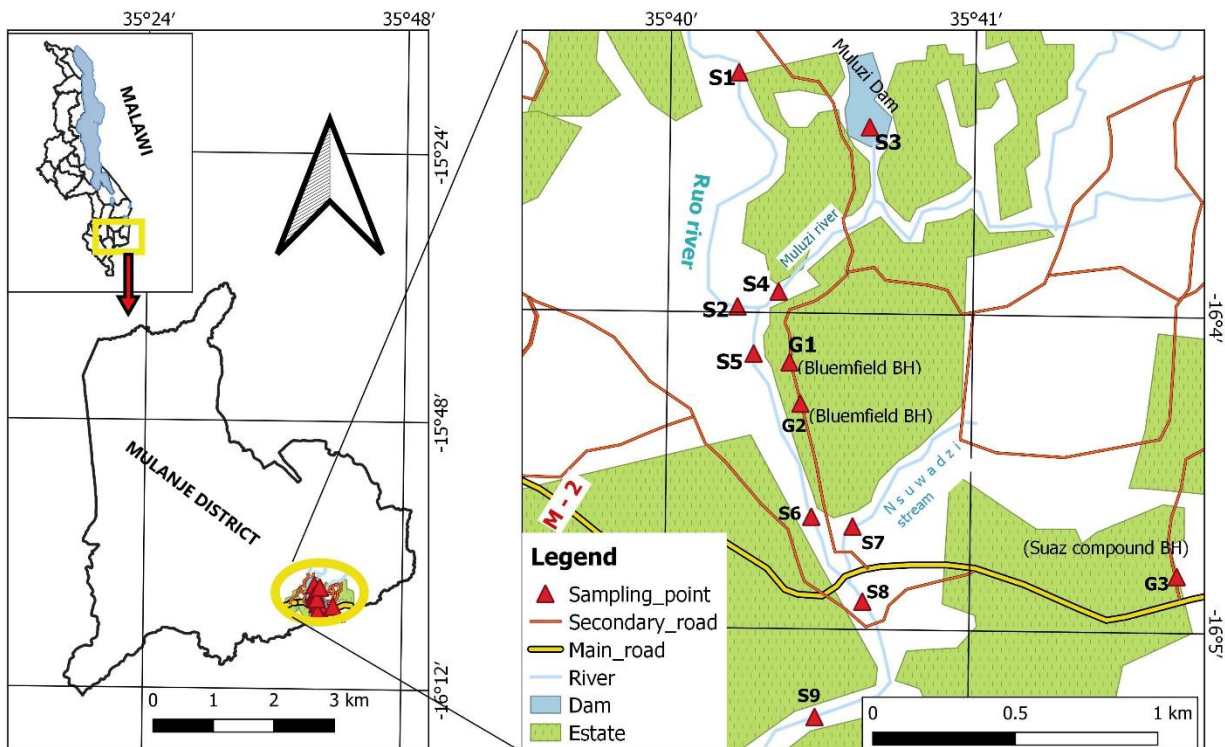 35°24′
35°48′
MALAWI
-15°24′
-15°48′
-16°12′
MULANJE DISTRICT
0 1 2 3 km
35°40′
35°41′
S1
Muluzi Dam
S3
Ruo river
Muluzi river
S4
S2
-16°4′
S5
G1
(Bluemfield BH)
(Bluemfield BH)
G2
Nsuwadzi
stream
M - 2
S6
S7
(Suaz compound BH)
G3
S8
-16°5′
S9
Legend
Sampling_point
Secondary_road
Main_road
River
Dam
Estate
0 0.5 1 km